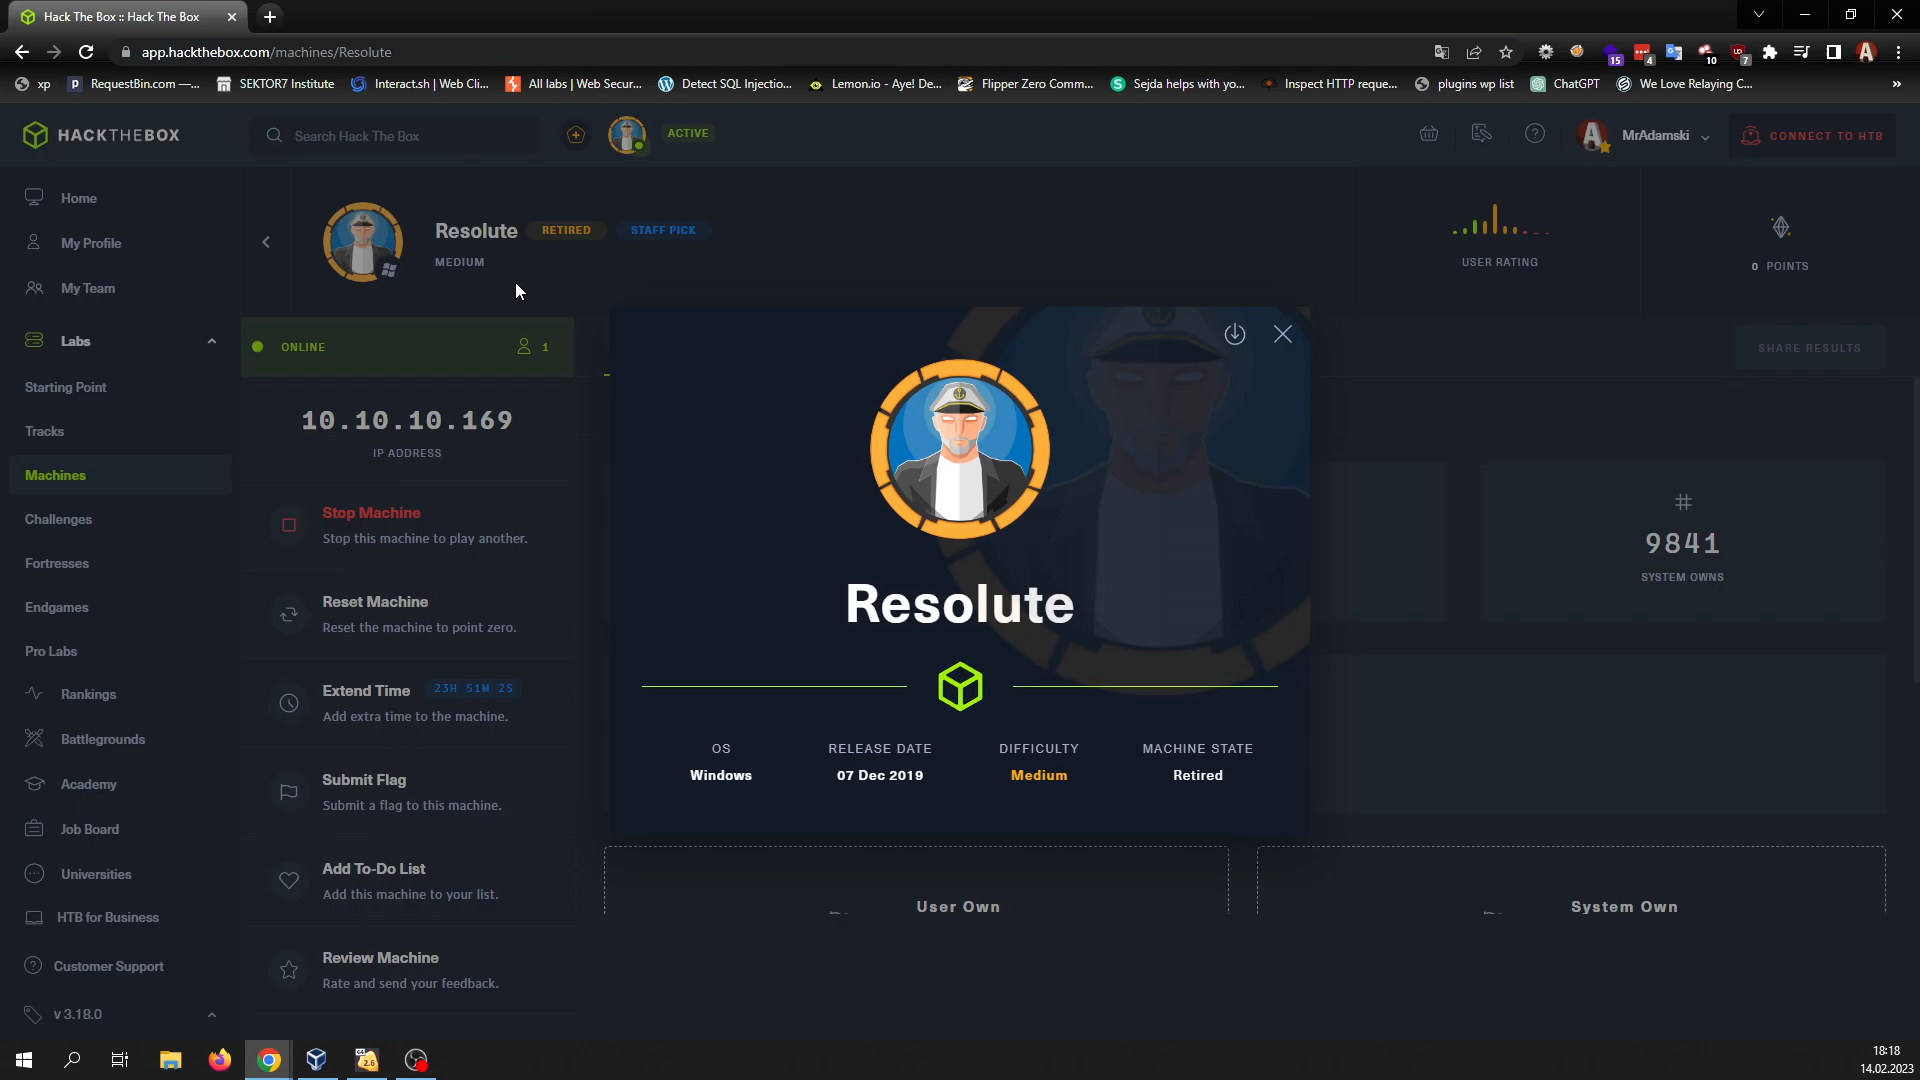 Hack The Box :: Hack The Box
app.hackthebox.com/machines/Resolute
15
4
10
7
xp
RequestBin.com —...
SEKTOR7 Institute
Interact.sh | Web Cli...
All labs | Web Secur...
Detect SQL Injectio...
Lemon.io - Aye! De...
Flipper Zero Comm...
Sejda helps with yo...
Inspect HTTP reque...
plugins wp list
ChatGPT
We Love Relaying C...
»
HACKTHEBOX
Search Hack The Box
ACTIVE
MrAdamski
CONNECT TO HTB
Home
My Profile
My Team
Labs
Starting Point
Tracks
Machines
Challenges
Fortresses
Endgames
Pro Labs
Rankings
Battlegrounds
Academy
Job Board
Universities
HTB for Business
Customer Support
v 3.18.0
Resolute
RETIRED
STAFF PICK
MEDIUM
USER RATING
0 POINTS
ONLINE
1
SHARE RESULTS
10.10.10.169
IP ADDRESS
Stop Machine
Stop this machine to play another.
Reset Machine
Reset the machine to point zero.
Extend Time
23H 51M 2S
Add extra time to the machine.
Submit Flag
Submit a flag to this machine.
Add To-Do List
Add this machine to your list.
Review Machine
Rate and send your feedback.
Resolute
OS
Windows
RELEASE DATE
07 Dec 2019
DIFFICULTY
Medium
MACHINE STATE
Retired
#
9841
SYSTEM OWNS
User Own
System Own
64
2.6
18:18
14.02.2023